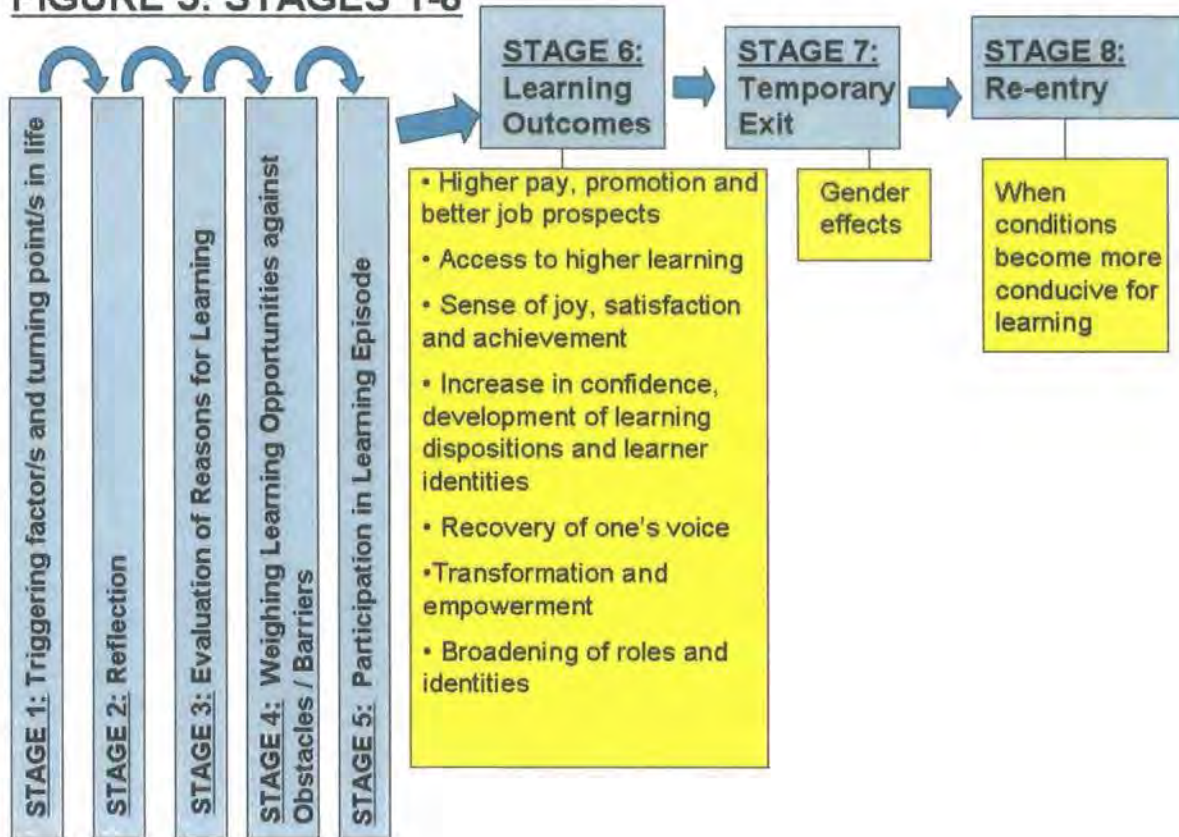 FIGURE 3: STAGES 1-8
STAGE 1: Triggering factor/s and turning point/s in life
STAGE 2: Reflection
STAGE 3: Evaluation of Reasons for Learning
STAGE 4: Weighing Learning Opportunities against
Obstacles / Barriers
STAGE 5: Participation in Learning Episode
STAGE 6:
Learning
Outcomes
• Higher pay, promotion and
better job prospects
• Access to higher learning
• Sense of joy, satisfaction
and achievement
• Increase in confidence,
development of learning
dispositions and learner
identities
• Recovery of one's voice
•Transformation and
empowerment
• Broadening of roles and
identities
STAGE 7:
Temporary
Exit
Gender
effects
STAGE 8:
Re-entry
When
conditions
become more
conducive for
learning